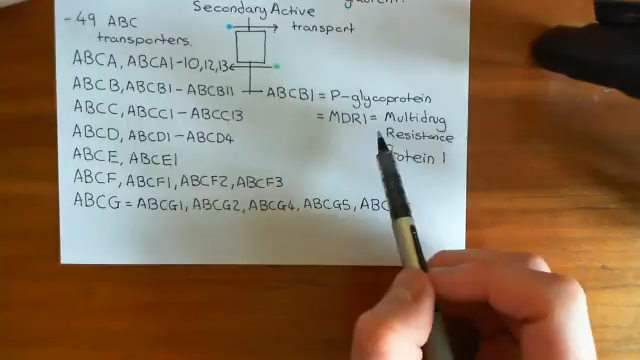 Secondary Active
transport
- 49 ABC
transporters.
ABCA, ABCA1-10,12,13
ABCB, ABCB1 - ABCB11
ABCB1 = P-glycoprotein
= MDR1 = Multidrug
Resistance
Protein 1
ABCC, ABCC1 - ABCC13
ABCD, ABCD1 - ABCD4
ABCE, ABCE1
ABCF, ABCF1, ABCF2, ABCF3
ABCG = ABCG1, ABCG2, ABCG4, ABCG5, ABC